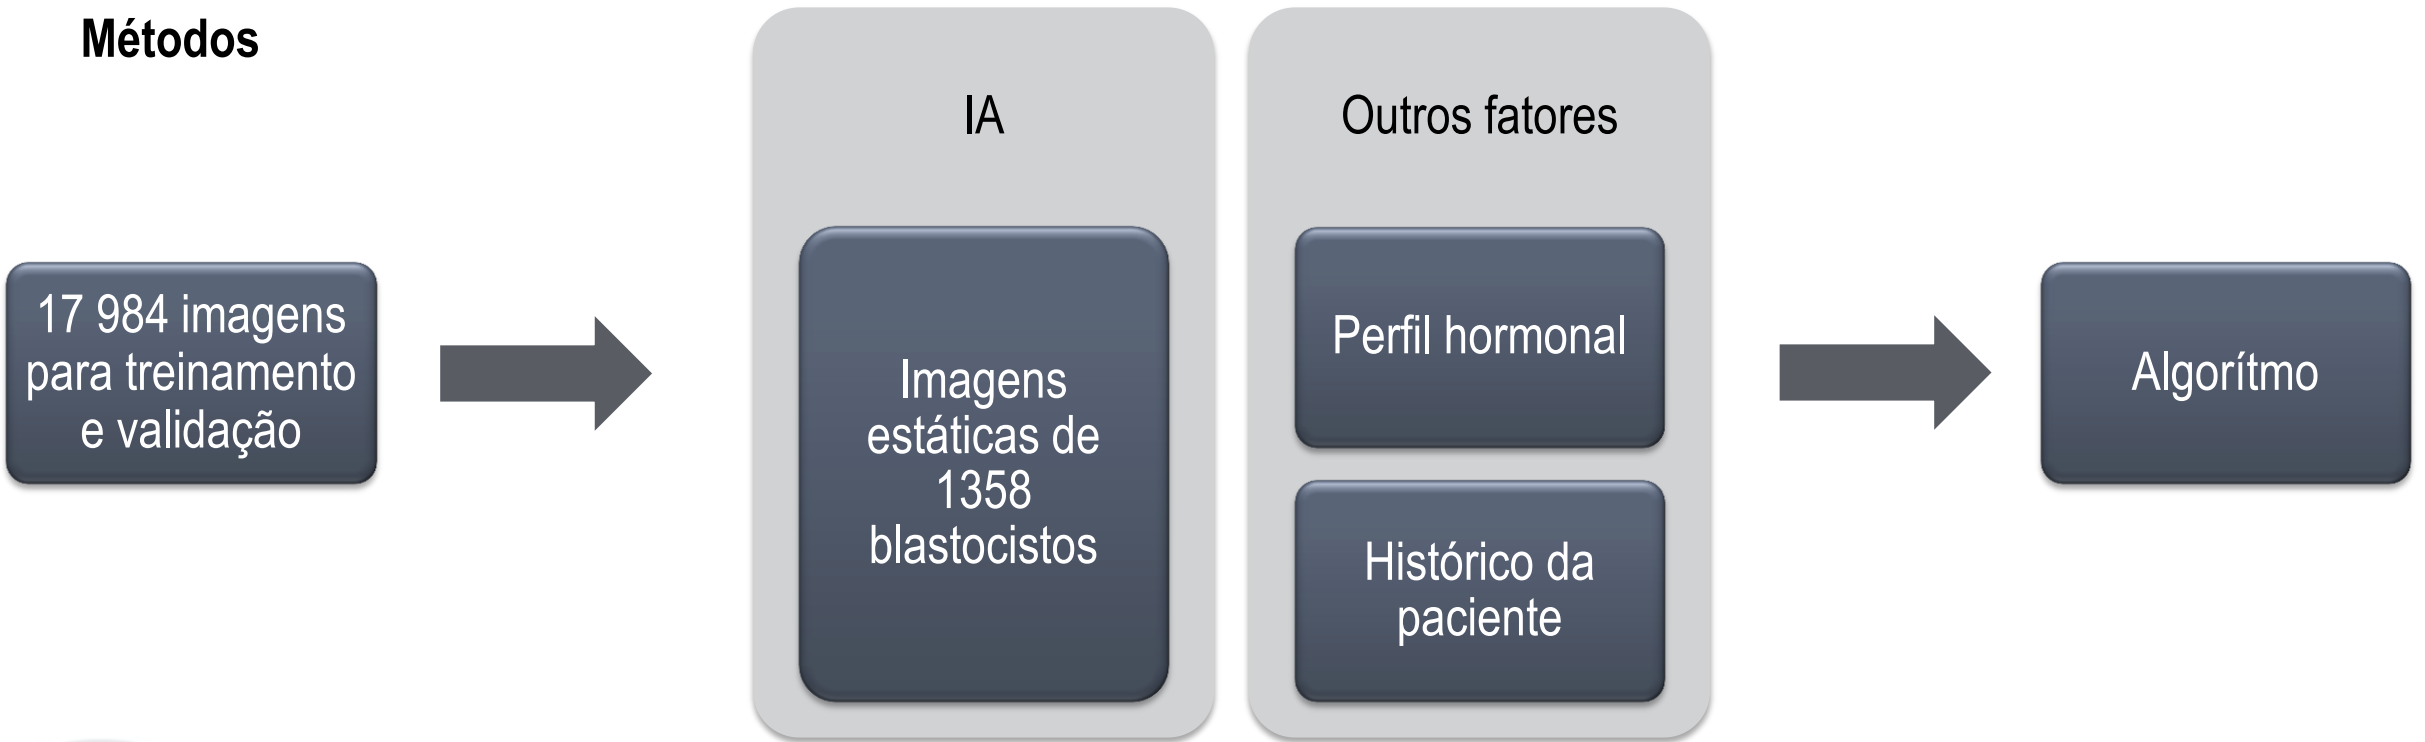 Métodos
17 984 imagens
para treinamento
e validação
IA
Imagens
estáticas de
1358
blastocistos
Outros fatores
Perfil hormonal
Histórico da
paciente
Algorítmo